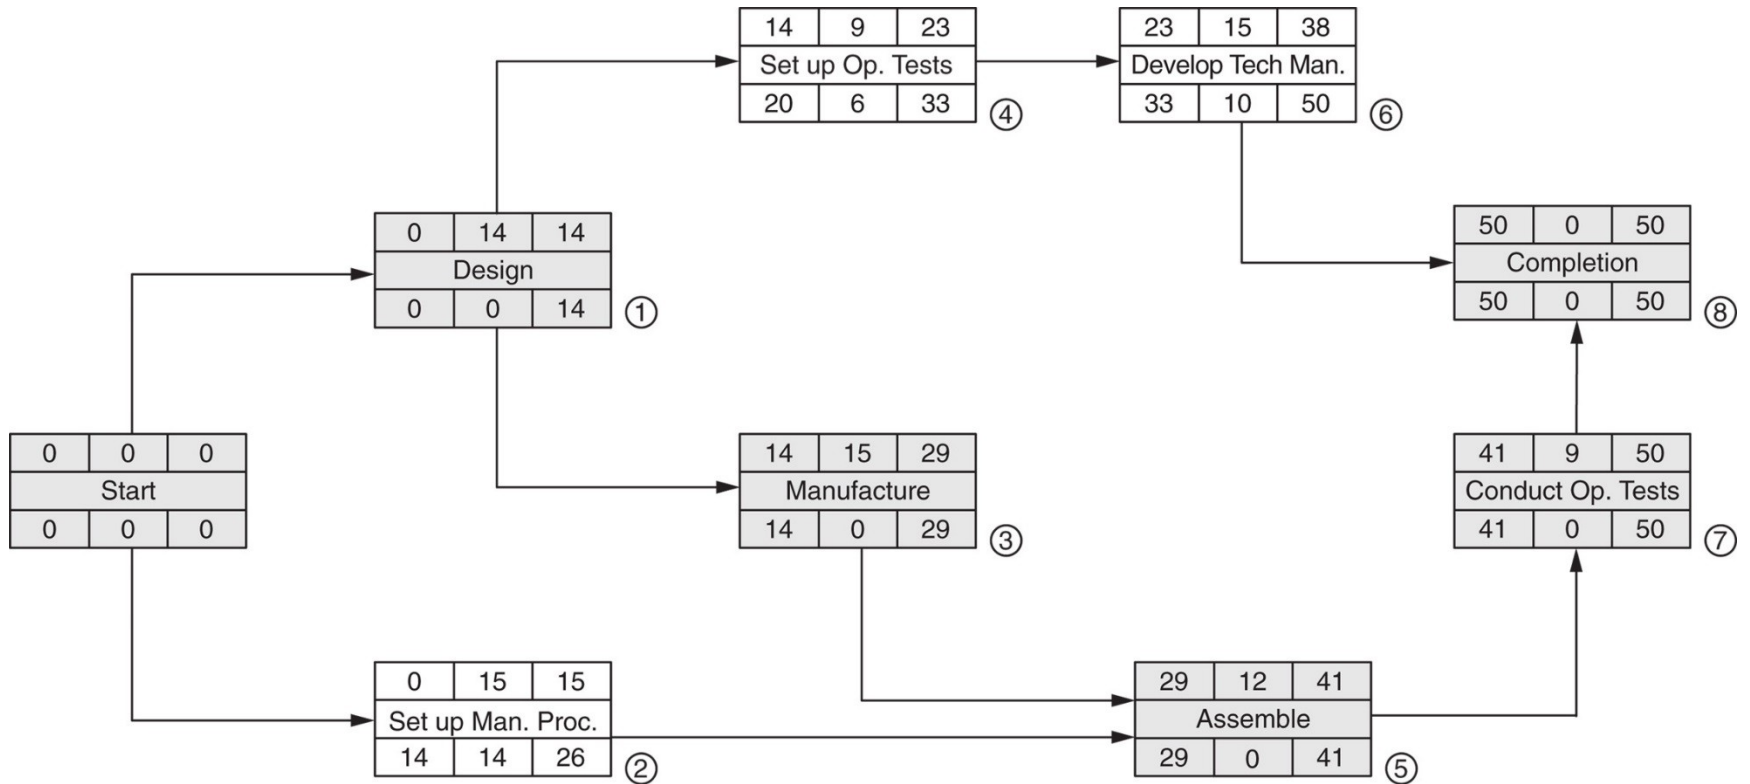 14 9 23
Set up Op. Tests
20 6 33
④
23 15 38
Develop Tech Man.
33 10 50
⑥
0 14 14
Design
0 0 14
①
50 0 50
Completion
50 0 50
⑧
0 0 0
Start
0 0 0
14 15 29
Manufacture
14 0 29
③
41 9 50
Conduct Op. Tests
41 0 50
⑦
0 15 15
Set up Man. Proc.
14 14 26
②
29 12 41
Assemble
29 0 41
⑤